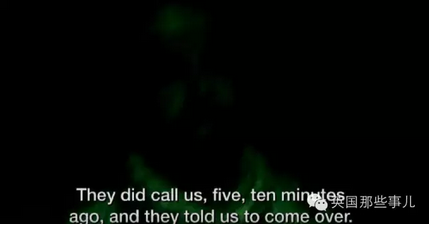 They did call us, five, ten minutes
ago, and they told us to come over.
英国那些事儿